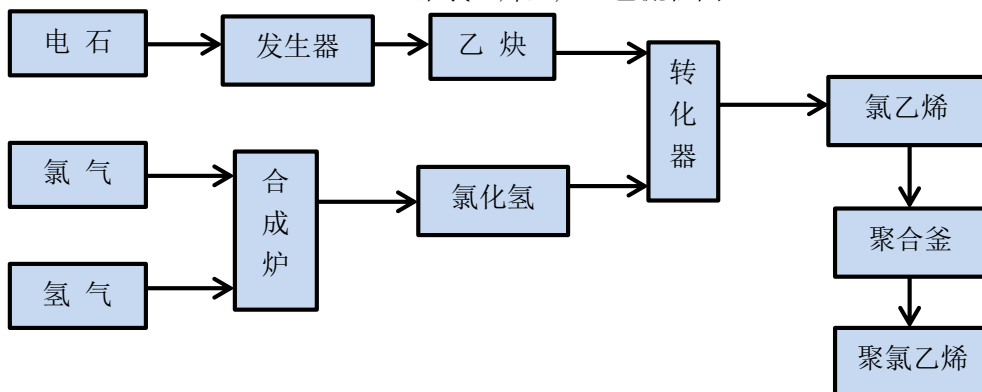 电 石
发生器
乙 炔
转化器
氯乙烯
氯 气
合成炉
氯化氢
氢 气
聚合釜
聚氯乙烯